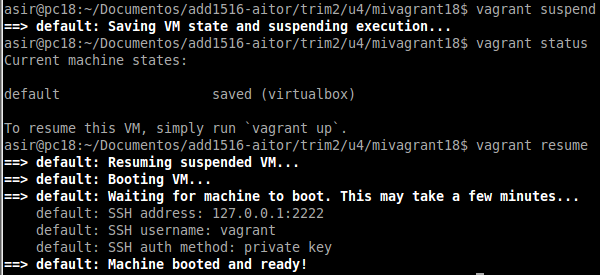 asir@pc18:~/Documentos/add1516-aitor/trim2/u4/mivagrant18$ vagrant suspend
==> default: Saving VM state and suspending execution...
asir@pc18:~/Documentos/add1516-aitor/trim2/u4/mivagrant18$ vagrant status
Current machine states:
default                   saved (virtualbox)
To resume this VM, simply run `vagrant up`.
asir@pc18:~/Documentos/add1516-aitor/trim2/u4/mivagrant18$ vagrant resume
==> default: Resuming suspended VM...
==> default: Booting VM...
==> default: Waiting for machine to boot. This may take a few minutes...
    default: SSH address: 127.0.0.1:2222
    default: SSH username: vagrant
    default: SSH auth method: private key
==> default: Machine booted and ready!